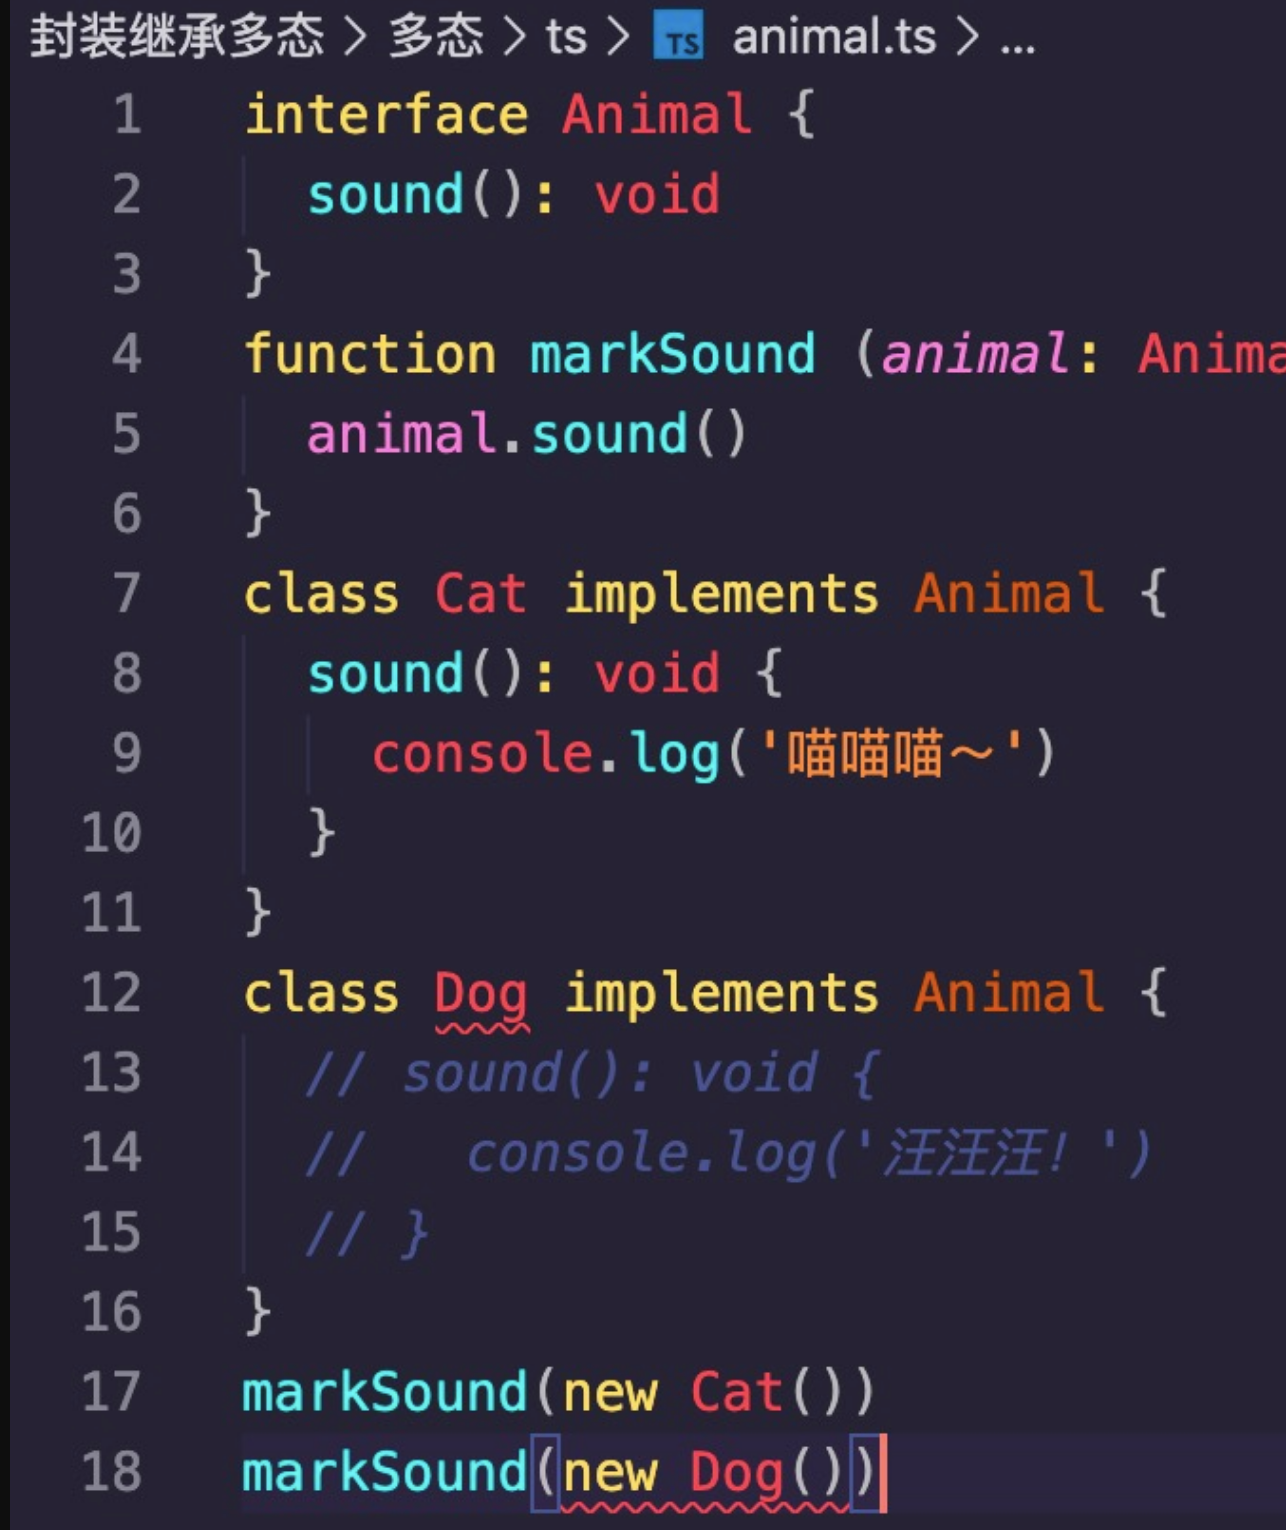 封装继承多态 > 多态 > ts > TS animal.ts > ...
1 interface Animal {
2 sound(): void
3 }
4 function markSound (animal: Anima
5 animal.sound()
6 }
7 class Cat implements Animal {
8 sound(): void {
9 console.log('喵喵喵～')
10 }
11 }
12 class Dog implements Animal {
13 // sound(): void {
14 // console.log('汪汪汪！')
15 // }
16 }
17 markSound(new Cat())
18 markSound(new Dog())